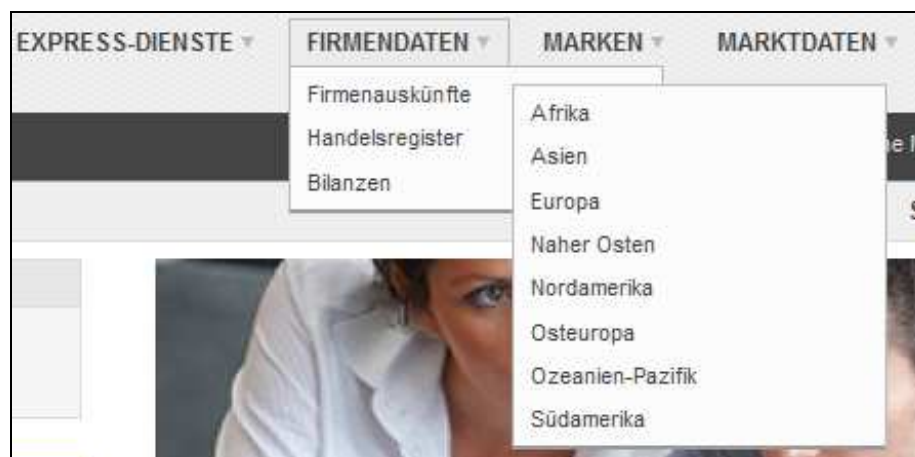 EXPRESS-DIENSTE FIRMENDATEN MARKEN MARKTDATEN
Firmenauskünfte
Handelsregister
Bilanzen
Afrika
Asien
Europa
Naher Osten
Nordamerika
Osteuropa
Ozeanien-Pazifik
Südamerika